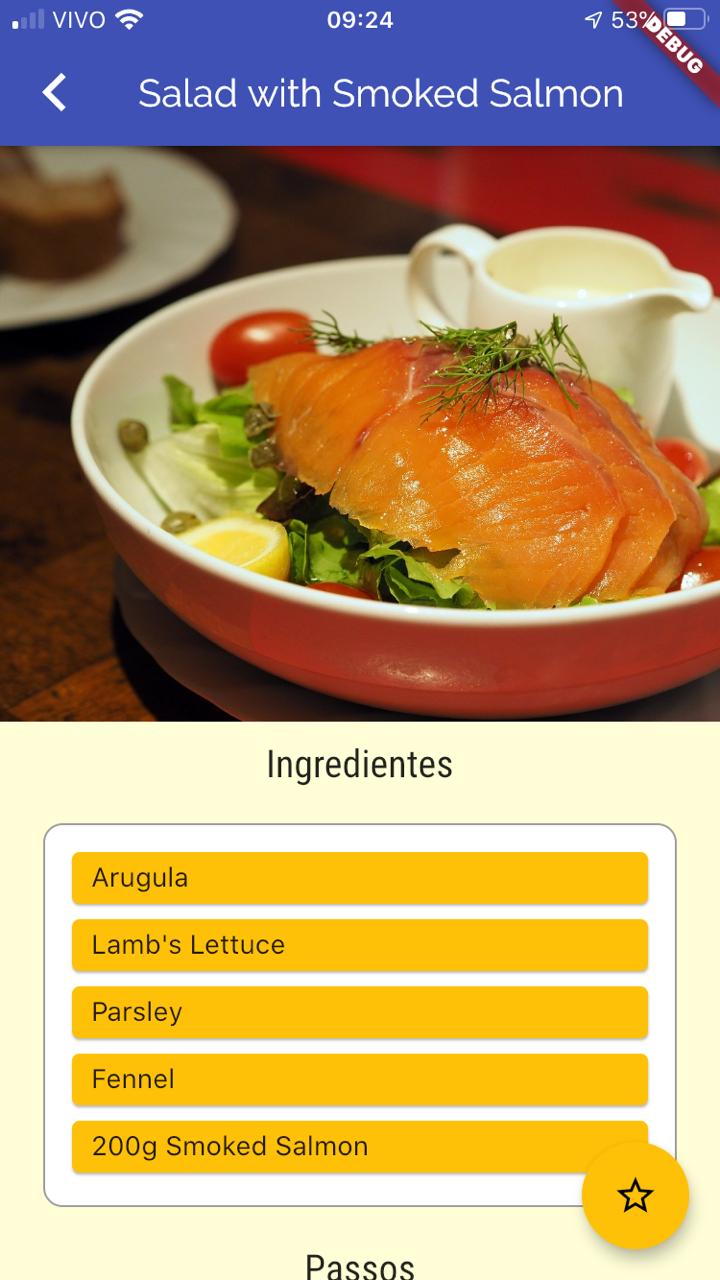 VIVO 09:24 53%
DEBUG
Salad with Smoked Salmon
Ingredientes
Arugula
Lamb's Lettuce
Parsley
Fennel
200g Smoked Salmon
Passos